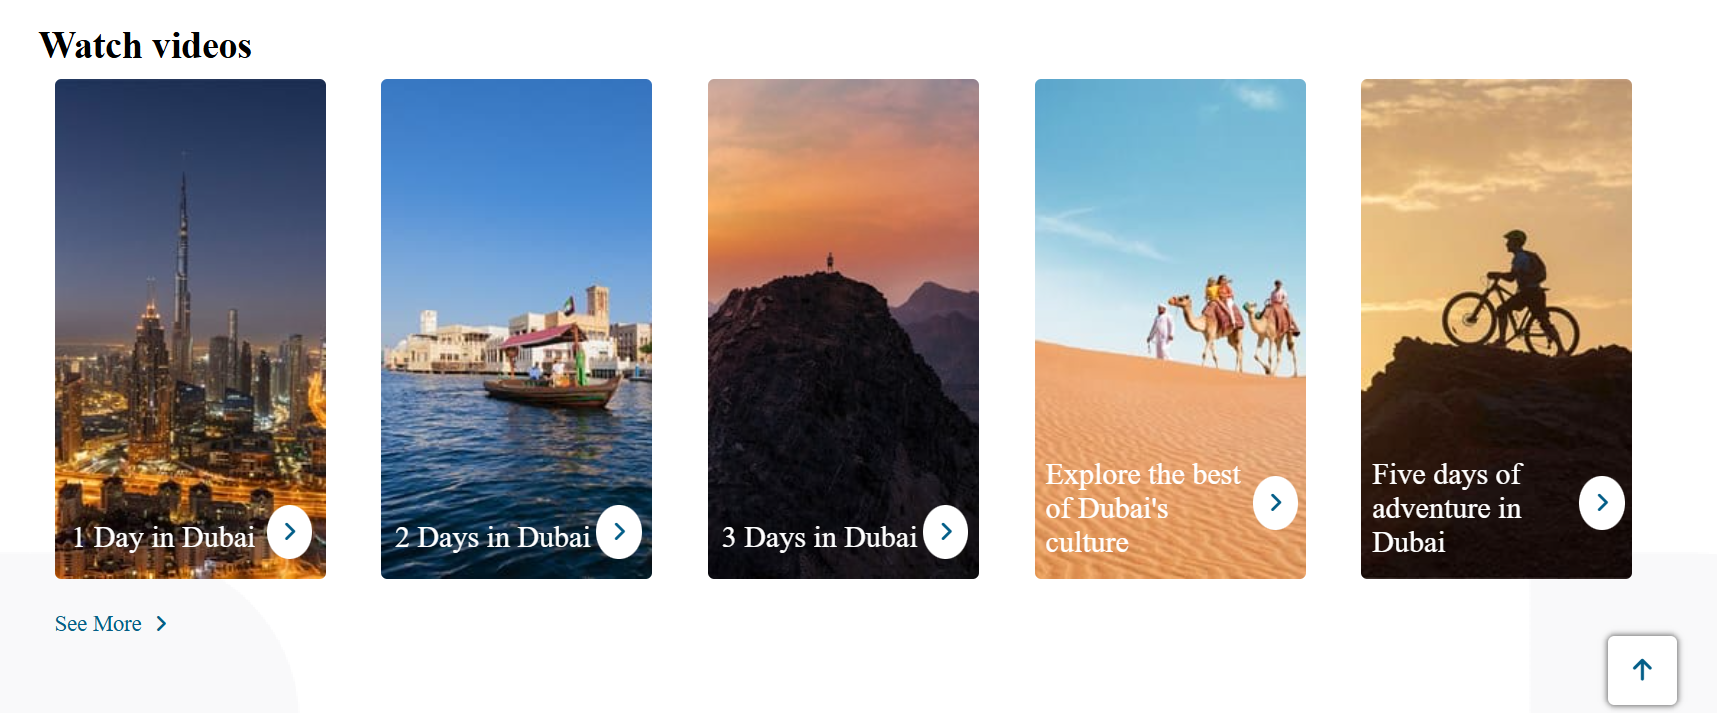 Watch videos
1 Day in Dubai
2 Days in Dubai
3 Days in Dubai
Explore the best
of Dubai's
culture
Five days of
adventure in
Dubai
See More